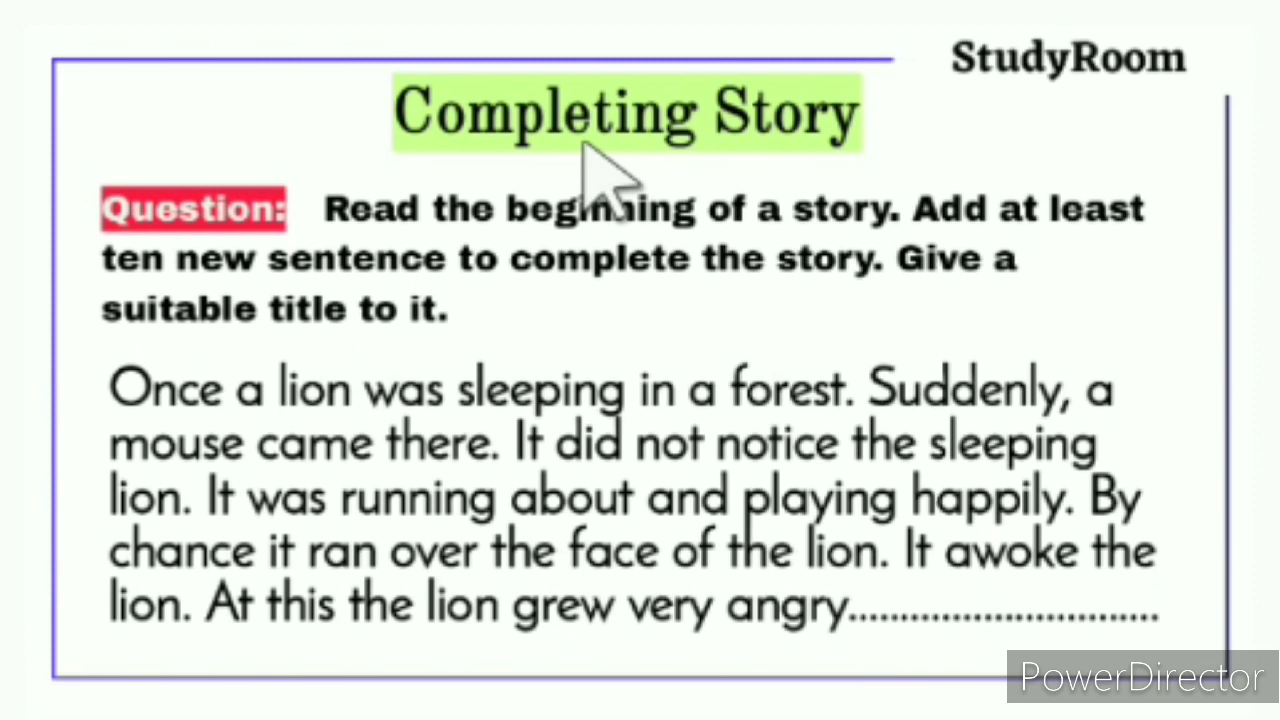 StudyRoom
Completing Story
Question: Read the beginning of a story. Add at least
ten new sentence to complete the story. Give a
suitable title to it.
Once a lion was sleeping in a forest. Suddenly, a
mouse came there. It did not notice the sleeping
lion. It was running about and playing happily. By
chance it ran over the face of the lion. It awoke the
lion. At this the lion grew very angry..............................
PowerDirector